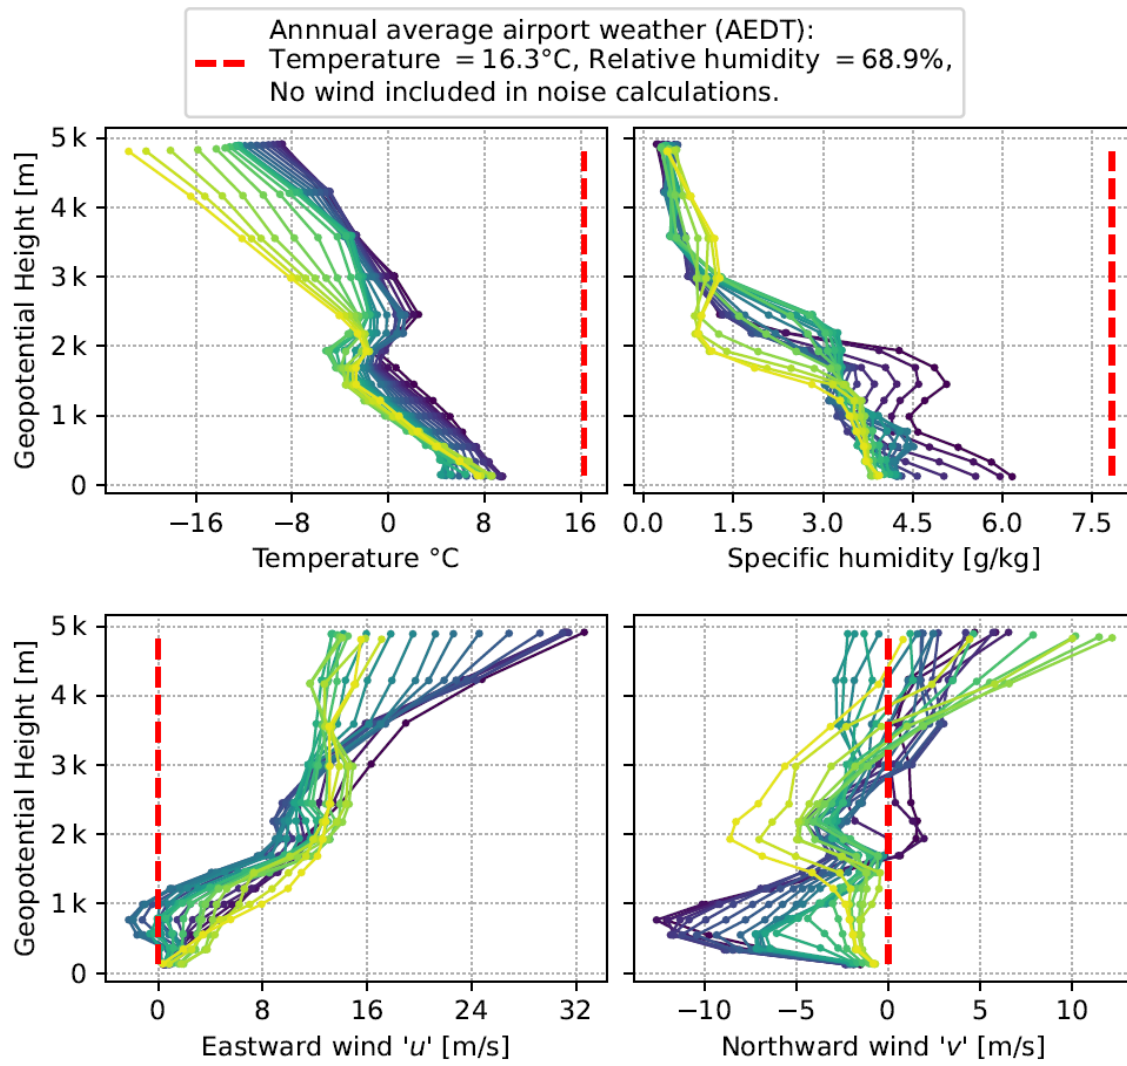 Annnual average airport weather (AEDT):
Temperature = 16.3°C, Relative humidity = 68.9%,
No wind included in noise calculations.
Geopotential Height [m]
5 k
4 k
3 k
2 k
1 k
0
−16
−8
0
8
16
Temperature °C
0.0
1.5
3.0
4.5
6.0
7.5
Specific humidity [g/kg]
Geopotential Height [m]
5 k
4 k
3 k
2 k
1 k
0
0
8
16
24
32
Eastward wind 'u' [m/s]
−10
−5
0
5
10
Northward wind 'v' [m/s]